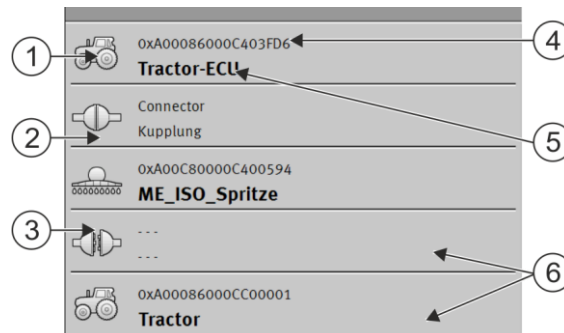 1
0xA00086000C403FD6
4
Tractor-ECU
2
Connector
Kupplung
5
0xA00C80000C400594
ME_ISO_Spritze
3
- - -
- - -
6
0xA00086000CC00001
Tractor